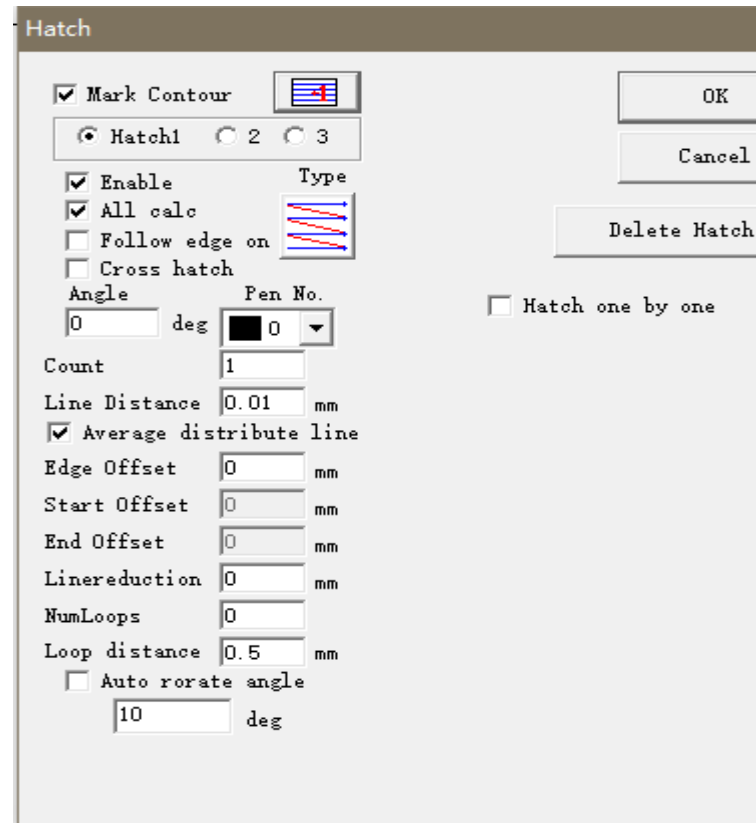 Hatch
Mark Contour
OK
Hatch1 2 3
Cancel
Enable
Type
All calc
Follow edge on
Delete Hatch
Cross hatch
Angle Pen No.
Hatch one by one
0 deg 0
Count 1
Line Distance 0.01 mm
Average distribute line
Edge Offset 0 mm
Start Offset 0 mm
End Offset 0 mm
Linereduction 0 mm
NumLoops 0
Loop distance 0.5 mm
Auto rorate angle
10 deg